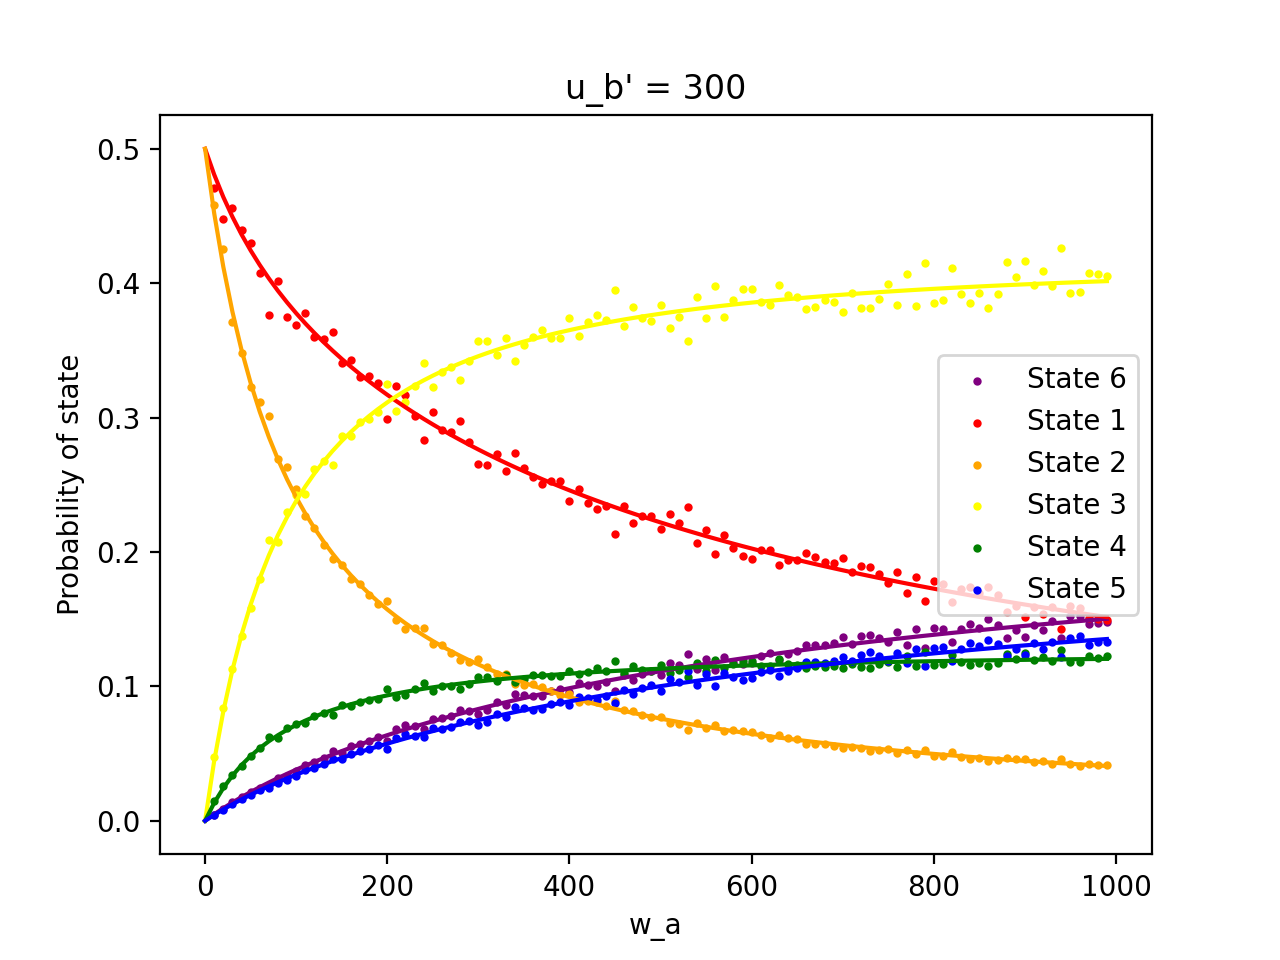 u_b' = 300
Probability of state
0.5
0.4
0.3
0.2
0.1
0.0
State 6
State 1
State 2
State 3
State 4
State 5
0 200 400 600 800 1000
w_a